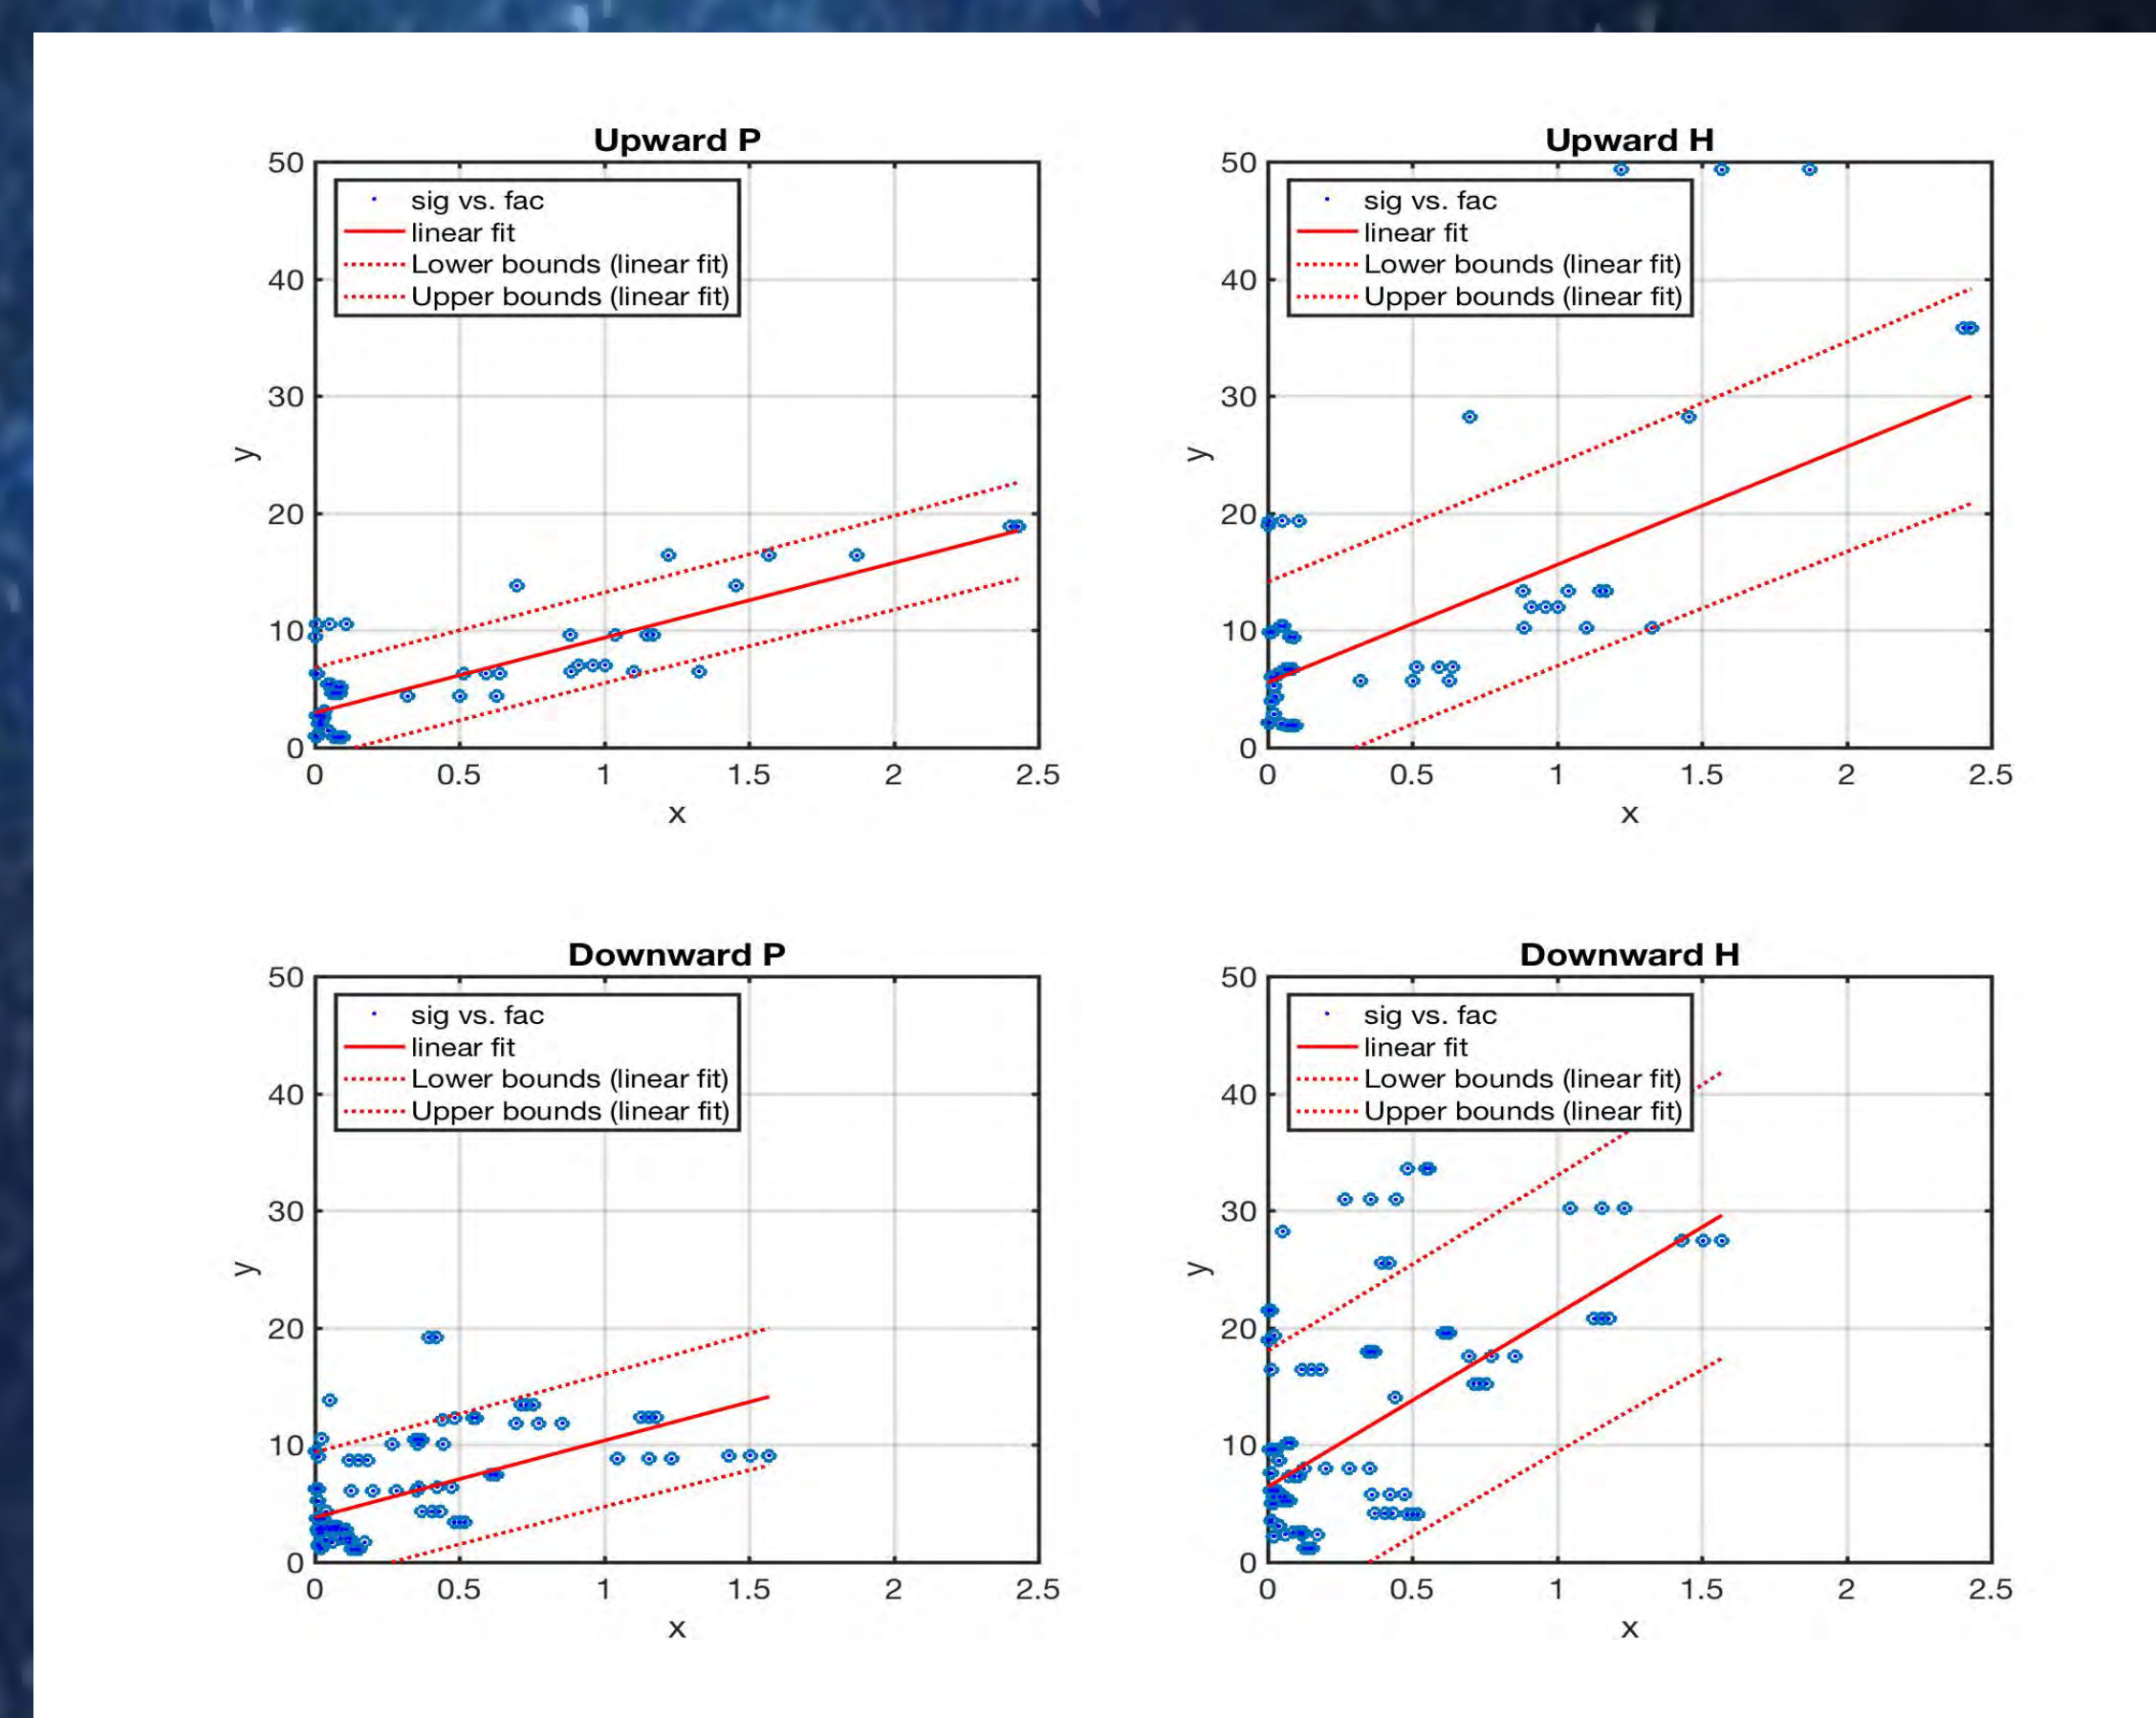 Upward P
50
40
30
20
10
0
y
sig vs. fac
linear fit
Lower bounds (linear fit)
Upper bounds (linear fit)
0 0.5 1 1.5 2 2.5
x
Upward H
50
40
30
20
10
0
y
sig vs. fac
linear fit
Lower bounds (linear fit)
Upper bounds (linear fit)
0 0.5 1 1.5 2 2.5
x
Downward P
50
40
30
20
10
0
y
sig vs. fac
linear fit
Lower bounds (linear fit)
Upper bounds (linear fit)
0 0.5 1 1.5 2 2.5
x
Downward H
50
40
30
20
10
0
y
sig vs. fac
linear fit
Lower bounds (linear fit)
Upper bounds (linear fit)
0 0.5 1 1.5 2 2.5
x